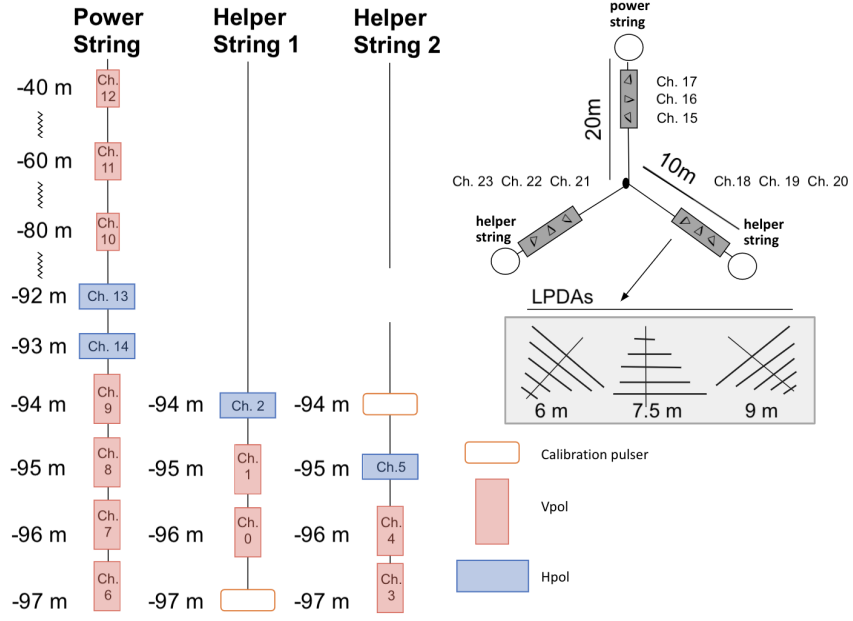 Power
String
Helper
String 1
Helper
String 2
-40 m
Ch.
12
-60 m
Ch.
11
-80 m
Ch.
10
-92 m
Ch. 13
-93 m
Ch. 14
-94 m
Ch.
9
-94 m
Ch. 2
-94 m
-95 m
Ch.
8
-95 m
Ch.
1
-95 m
Ch.5
-96 m
Ch.
7
-96 m
Ch.
0
-96 m
Ch.
4
-97 m
Ch.
6
-97 m
-97 m
Ch.
3
power
string
20m
Ch. 17
Ch. 16
Ch. 15
10m
Ch. 23 Ch. 22 Ch. 21
Ch.18 Ch. 19 Ch. 20
helper
string
helper
string
LPDAs
6 m
7.5 m
9 m
Calibration pulser
Vpol
Hpol